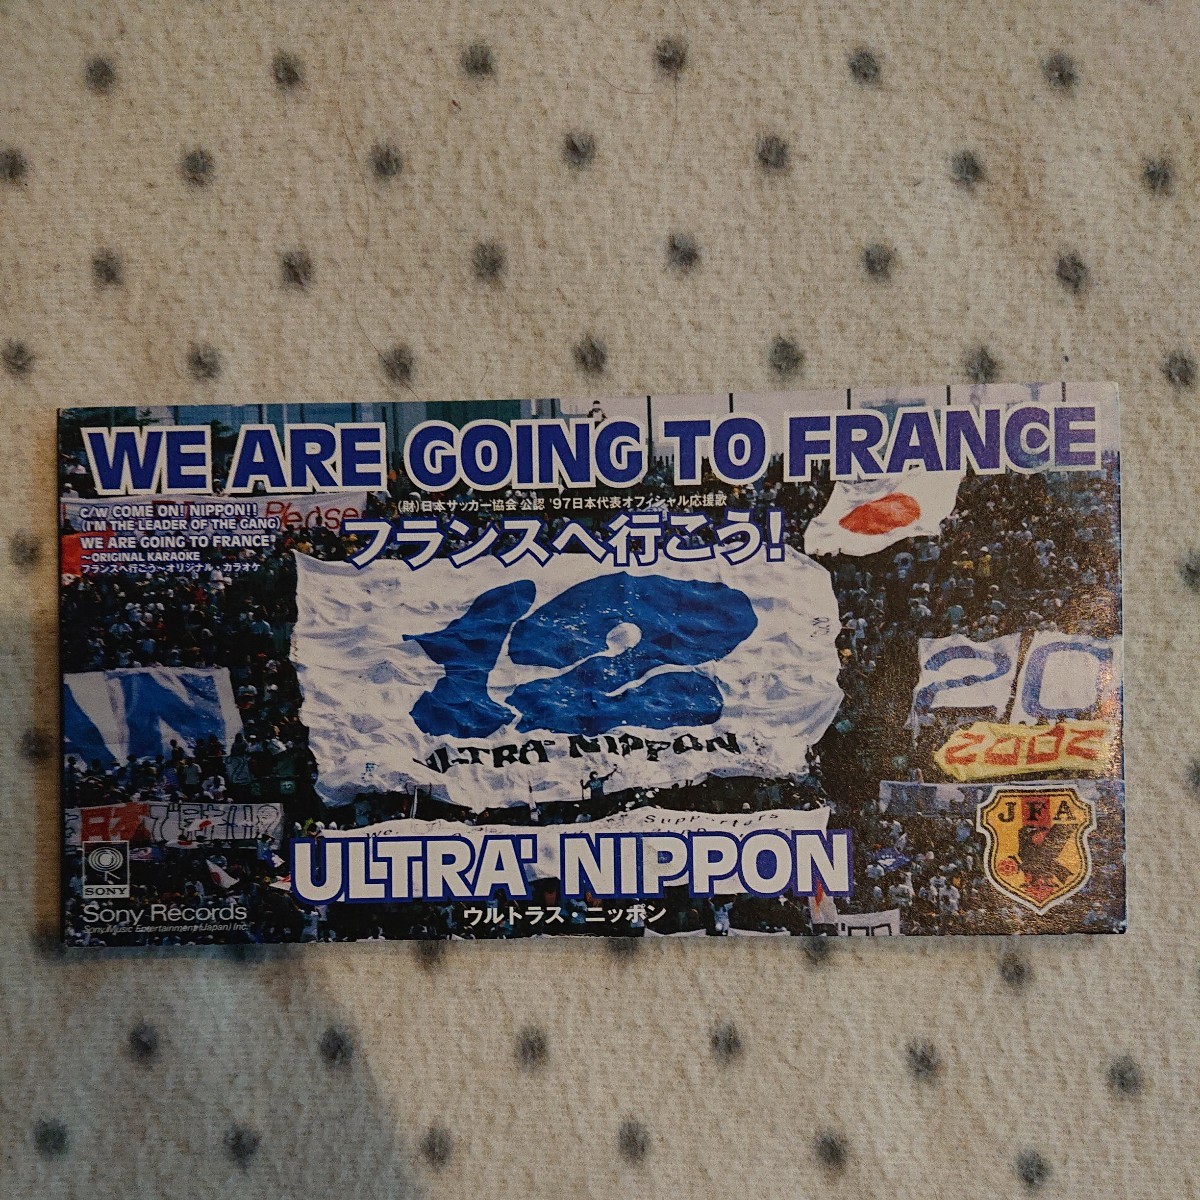 WE ARE GOING TO FRANCE
(財)日本サッカー協会 公認 '97日本代表オフィシャル応援歌
フランスへ行こう!
c/w COME ON! NIPPON!!
(I'M THE LEADER OF THE GANG)
WE ARE GOING TO FRANCE!
~ORIGINAL KARAOKE
フランスへ行こう~オリジナル・カラオケ
Please
12
ULTRA' NIPPON
20
2002
Supporters
JFA
ULTRA' NIPPON
ウルトラス・ニッポン
SONY
Sony Records
Sony Music Entertainment (Japan) Inc.